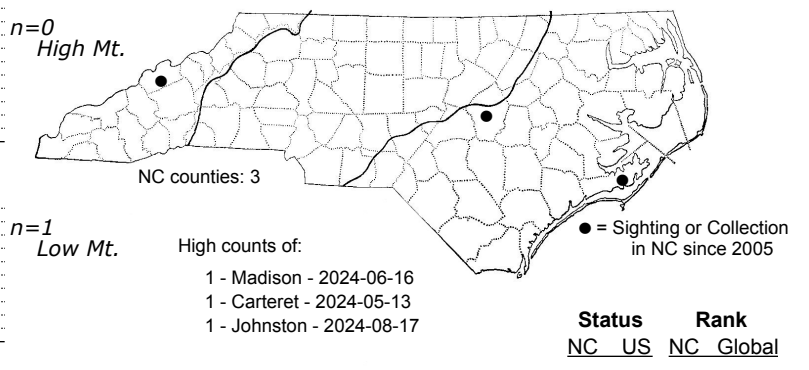 n=0
High Mt.
NC counties: 3
n=1
Low Mt.
High counts of:
1 - Madison - 2024-06-16
1 - Carteret - 2024-05-13
1 - Johnston - 2024-08-17
● = Sighting or Collection
in NC since 2005
Status Rank
NC US NC Global